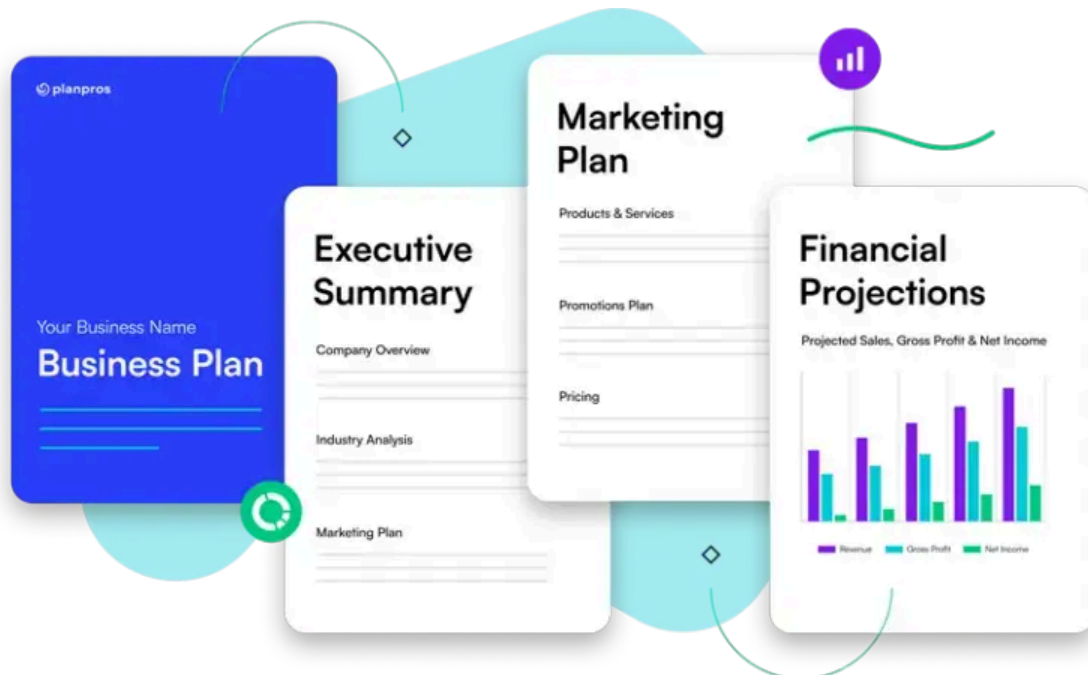 planpros
Your Business Name
Business Plan
Executive
Summary
Company Overview
Industry Analysis
Marketing Plan
Marketing
Plan
Products & Services
Promotions Plan
Pricing
Financial
Projections
Projected Sales, Gross Profit & Net Income
Revenue
Gross Profit
Net Income